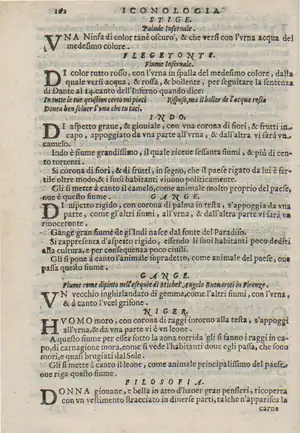 162 ICONOLOGIA
STIGE.
Palude Infernale.
VNA Ninfa di color tanè oscuro, & che versi con l'vrna acqua del
medesimo colore.
FLEGETONTE.
Fiume Infernale.
DI color tutto rosso, con l'vrna in spalla del medesimo color, dalla
quale versi acqua, & rossa, & bollente, per seguitare la sentenza
di Dante al 14. canto dell'Inferno quando dice:
In tutte le tue question certo mi piaci Rispose, ma il bollor de l'acqua rossa
Douea ben soluer l'vna che tu faci.
INDO.
DI aspetto graue, & giouiale, con vna corona di fiori, & frutti in
capo, appoggiato da vna parte all'vrna, & dall'altra vi sarà vn
camelo.
Indo è fiume grandissimo, il quale riceue sessanta fiumi, & più di cento
torrenti.
Si corona di fiori, & di frutti, in segno, che il paese rigato da lui è fertile
oltre modo, & i suoi habitanti viuono politicamente.
Gli si mette à canto il camelo, come animale molto proprio del paese,
oue è questo fiume.
GANGE.
DI aspetto rigido, con corona di palma in testa, s'appoggia da vna
parte, come gl'altri fiumi, all'vrna, & dall'altra parte vi sarà vn
rinoceronte.
Gange gran fiume de gl'Indi nasce dal fonte del Paradiso.
Si rappresenta d'aspetto rigido, essendo li suoi habitanti poco dediti
alla cultura, e per consequenza poco ciuili.
Gli si pone à canto l'animale sopradetto, come animale del paese, oue
passa questo fiume.
GANGE.
Fiume come dipinto nell'essequie di Michel' Angelo Buonaroti in Firenze.
VN vecchio inghirlandato di gemme, come l'altri fiumi, con l'vrna,
& à canto l'vcel grifone.
NIGER.
HVOMO moro, con corona di raggi intorno alla testa, s'appoggi
all'vrna, & da vna parte vi è vn leone.
A questo fiume per esser sotto la zona torrida gli si fanno i raggi in capo,
di carnagione mora, come si vede l'habitanti doue egli passa, che sono
mori, e quasi brugiati dal Sole.
Gli si mette à canto il leone, come animale principalissimo del paese,
oue riga questo fiume.
FILOSOFIA.
DONNA giouane, e bella in atto d'hauer gran pensieri, ricoperta
con vn vestimento stracciato in diuerse parti, talche n'apparisca la
carne